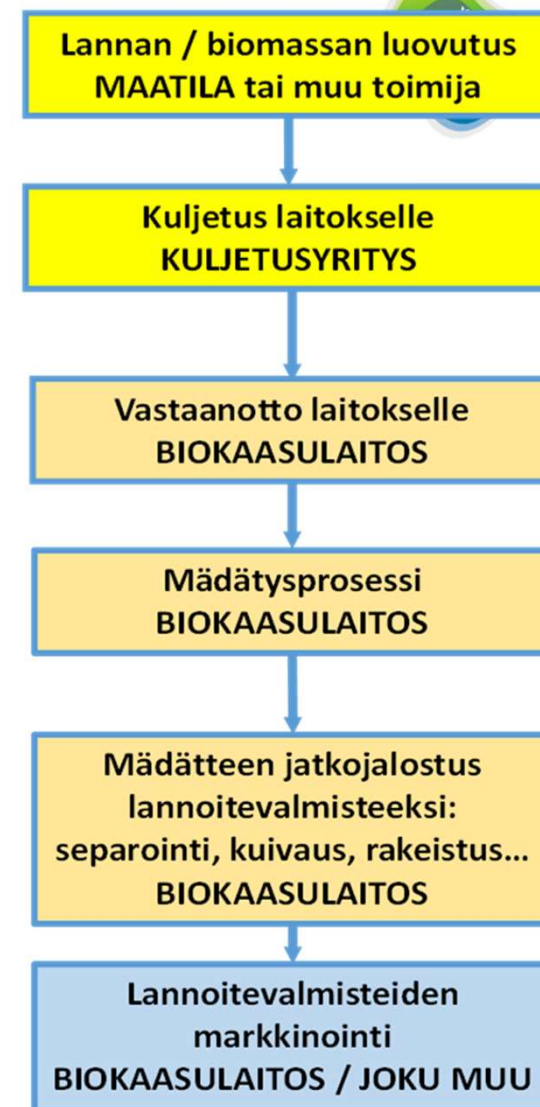 Lannan / biomassan luovutus
MAATILA tai muu toimija
Kuljetus laitokselle
KULJETUSYRITYS
Vastaanotto laitokselle
BIOKAASULAITOS
Mädätysprosessi
BIOKAASULAITOS
Mädätteen jatkojalostus
lannoitevalmisteeksi:
separointi, kuivaus, rakeistus...
BIOKAASULAITOS
Lannoitevalmisteiden
markkinointi
BIOKAASULAITOS / JOKU MUU